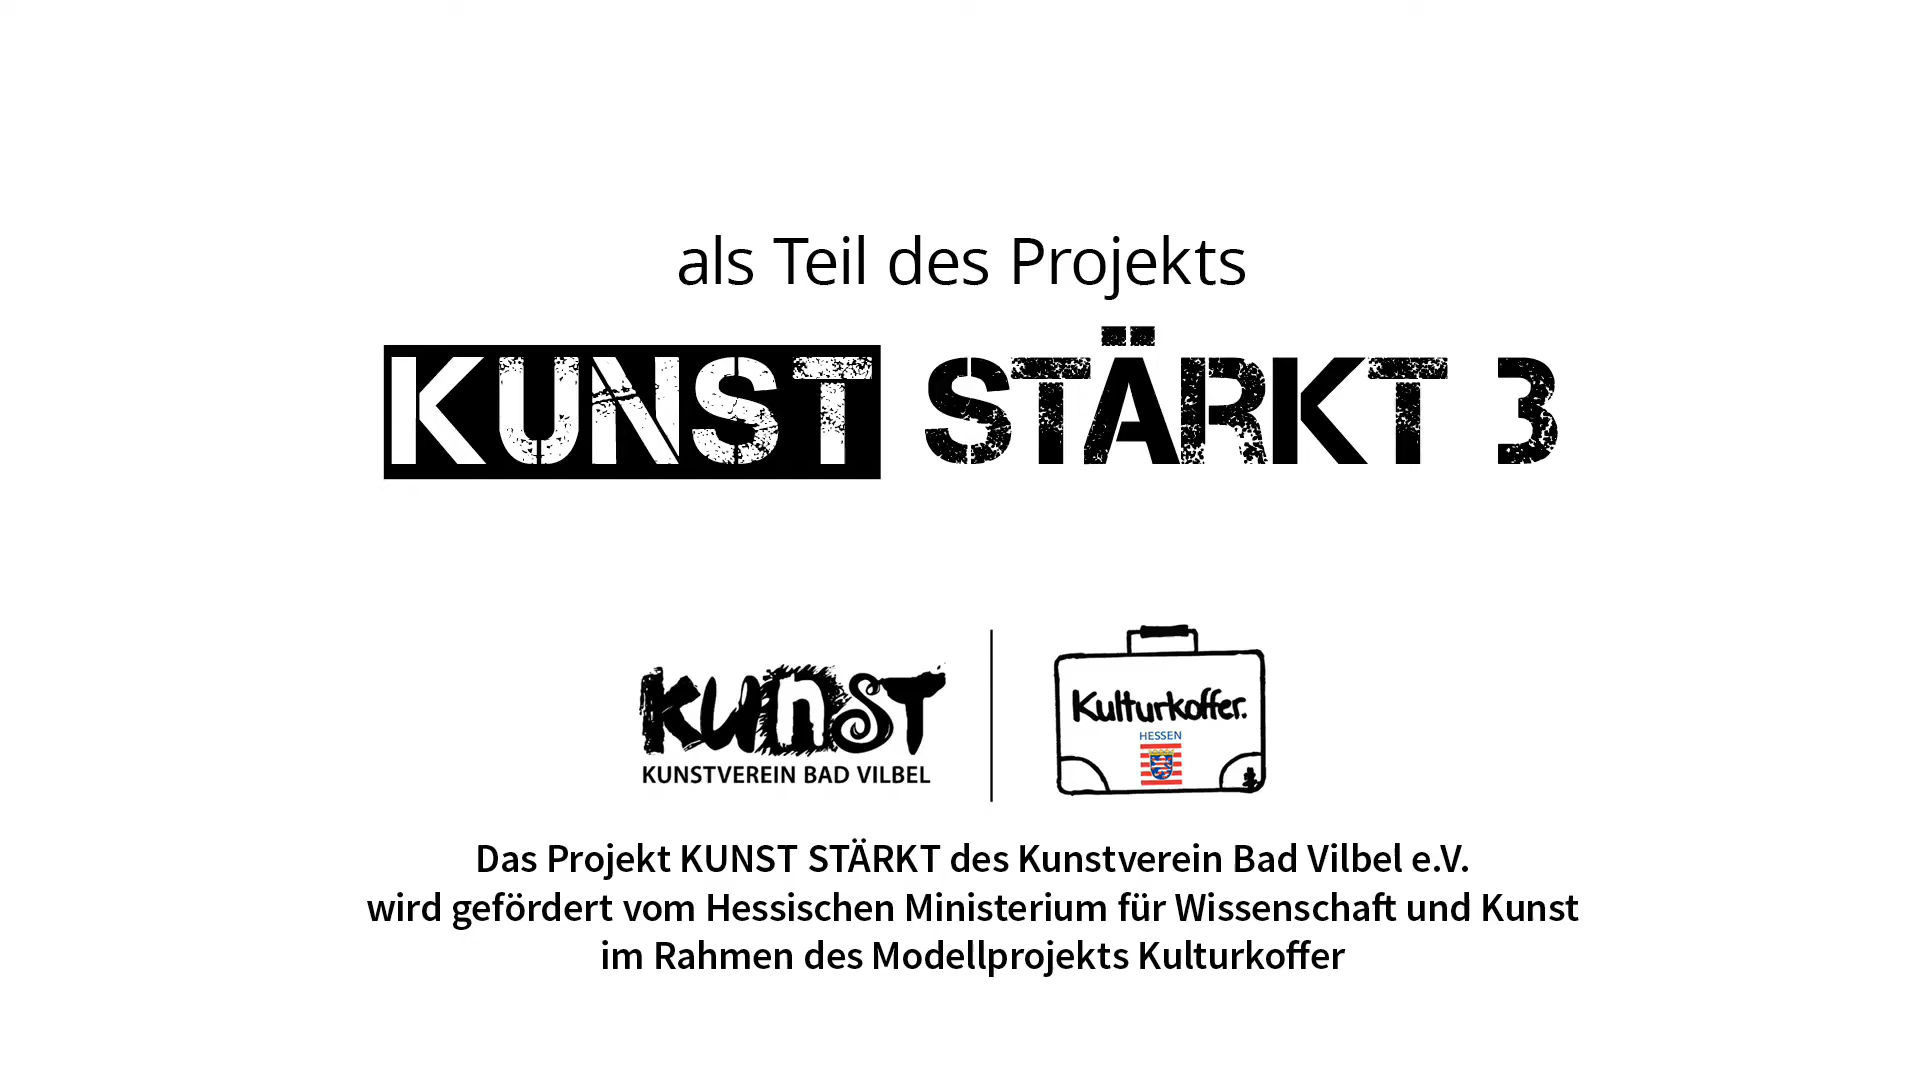 als Teil des Projekts
KUNST STÄRKT 3
KUNST
KUNSTVEREIN BAD VILBEL
Kulturkoffer.
HESSEN
Das Projekt KUNST STÄRKT des Kunstverein Bad Vilbel e.V.
wird gefördert vom Hessischen Ministerium für Wissenschaft und Kunst
im Rahmen des Modellprojekts Kulturkoffer